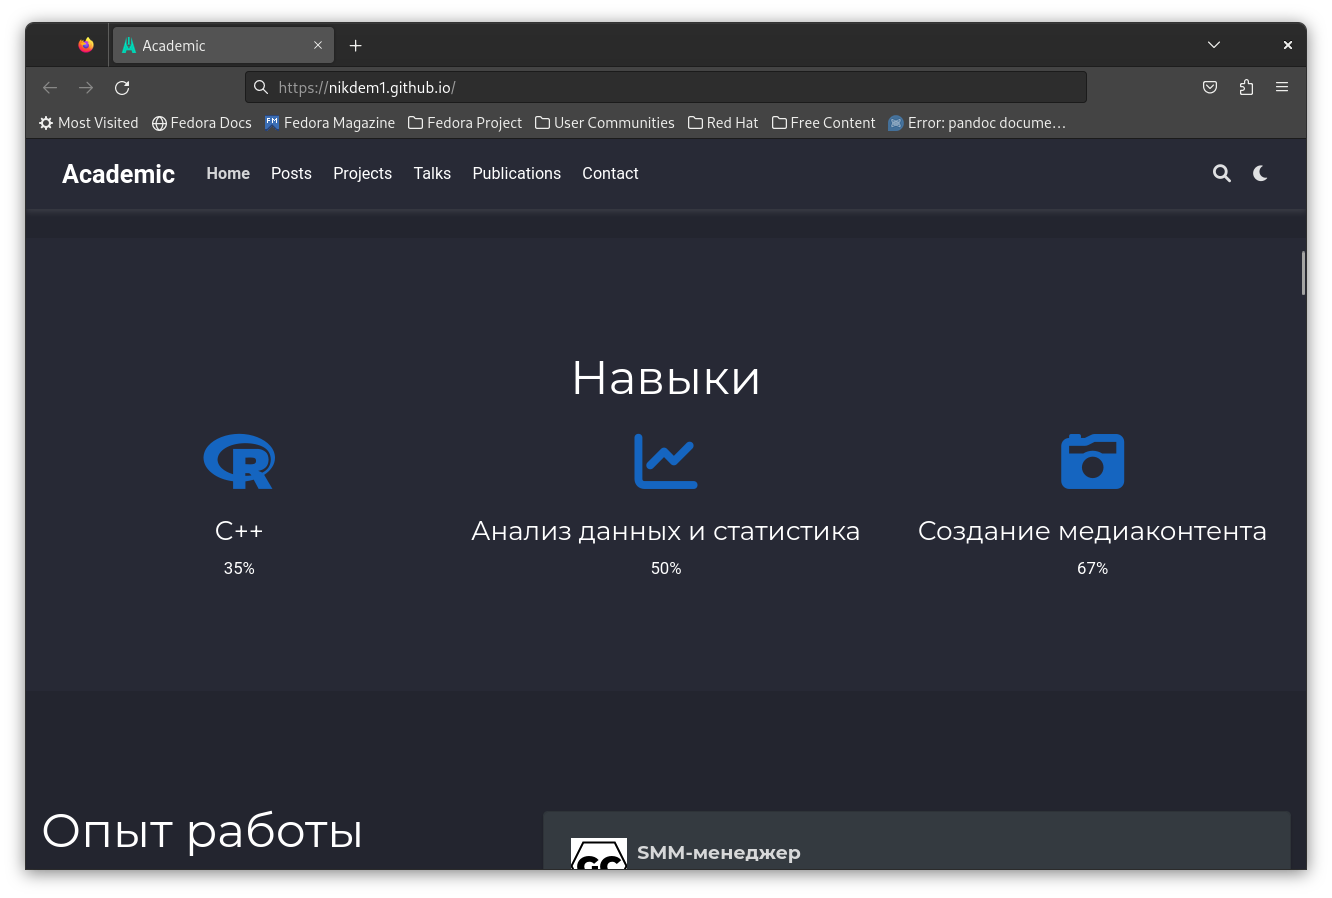 Academic
https://nikdem1.github.io/
Most Visited Fedora Docs Fedora Magazine Fedora Project User Communities Red Hat Free Content Error: pandoc docume…
Academic Home Posts Projects Talks Publications Contact
Навыки
R
C++ Анализ данных и статистика Создание медиаконтента
35% 50% 67%
Опыт работы
GC SMM-менеджер